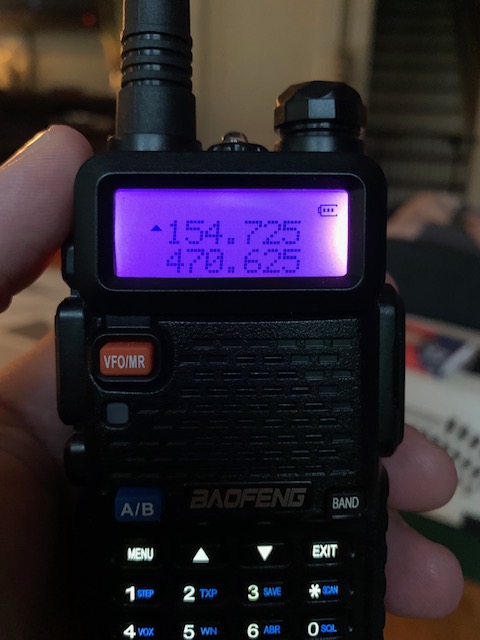 ▲154.725
470.625
VFO/MR
A/B BAOFENG BAND
MENU ▲ ▼ EXIT
1 STEP 2 TXP 3 SAVE * SCAN
4 VOX 5 WN 6 ABR 0 SQL